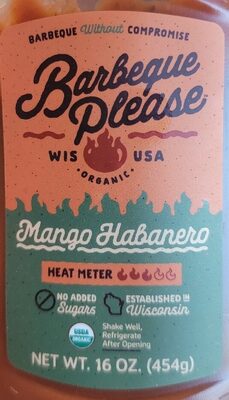 BARBEQUE Without COMPROMISE
Barbeque
Please
WIS USA
•ORGANIC•
Mango Habanero
HEAT METER
NO ADDED
Sugars
ESTABLISHED IN
Wisconsin
USDA
ORGANIC
Shake Well,
Refrigerate
After Opening
NET WT. 16 OZ. (454g)